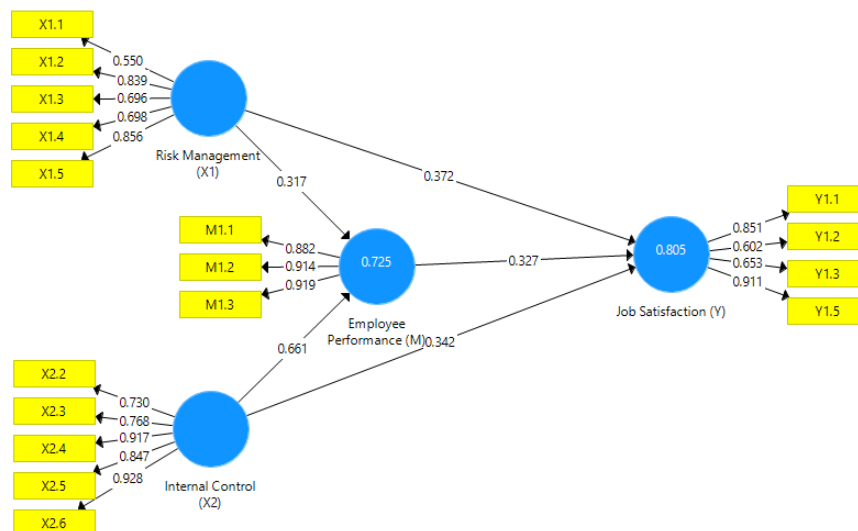 X1.1
X1.2
X1.3
X1.4
X1.5
0.550
0.839
0.696
0.698
0.856
Risk Management
(X1)
0.317
0.372
M1.1
M1.2
M1.3
0.882
0.914
0.919
0.725
Employee
Performance (M)
0.327
0.805
Job Satisfaction (Y)
0.851
0.602
0.653
0.911
Y1.1
Y1.2
Y1.3
Y1.5
0.661
0.342
X2.2
X2.3
X2.4
X2.5
X2.6
0.730
0.768
0.917
0.847
0.928
Internal Control
(X2)